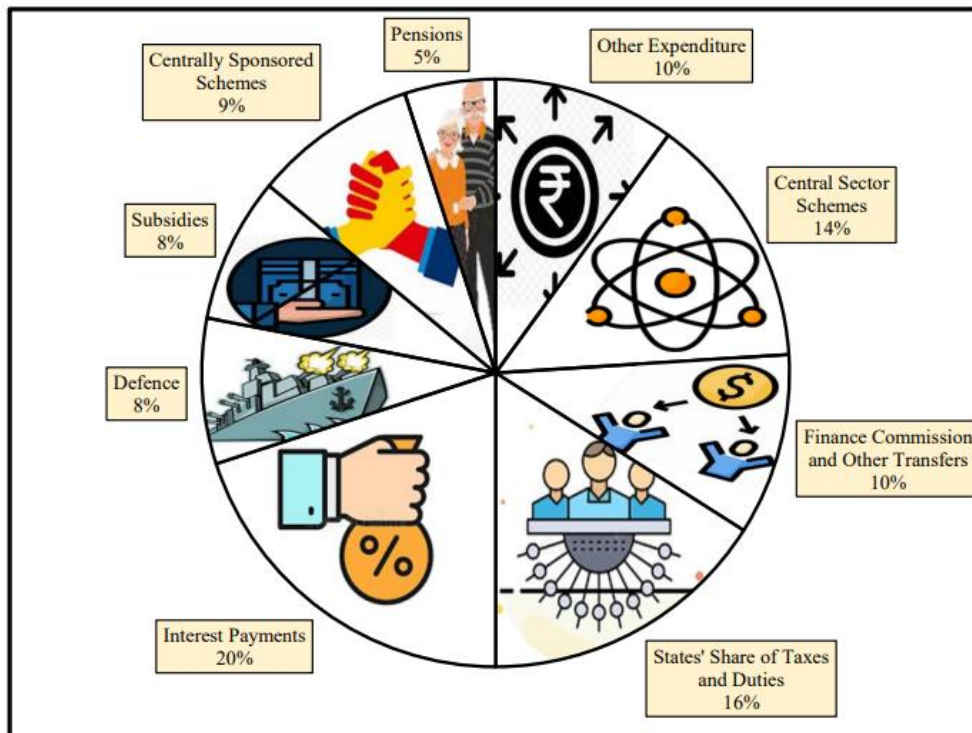 Pensions
5%
Other Expenditure
10%
Centrally Sponsored
Schemes
9%
Central Sector
Schemes
14%
Subsidies
8%
₹
Defence
8%
$
Finance Commission
and Other Transfers
10%
%
Interest Payments
20%
States' Share of Taxes
and Duties
16%